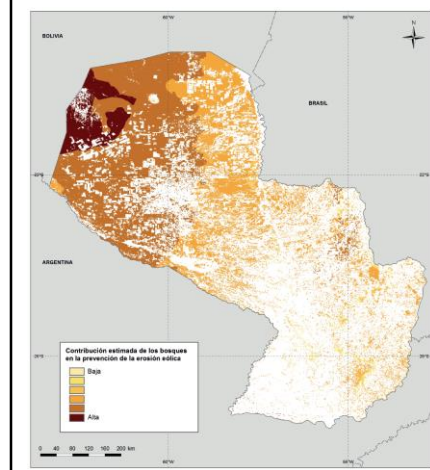 N
BOLIVIA
BRASIL
ARGENTINA
Contribución estimada de los bosques
en la prevención de la erosión eólica
Baja
Alta
0 40 80 120 160 200 km